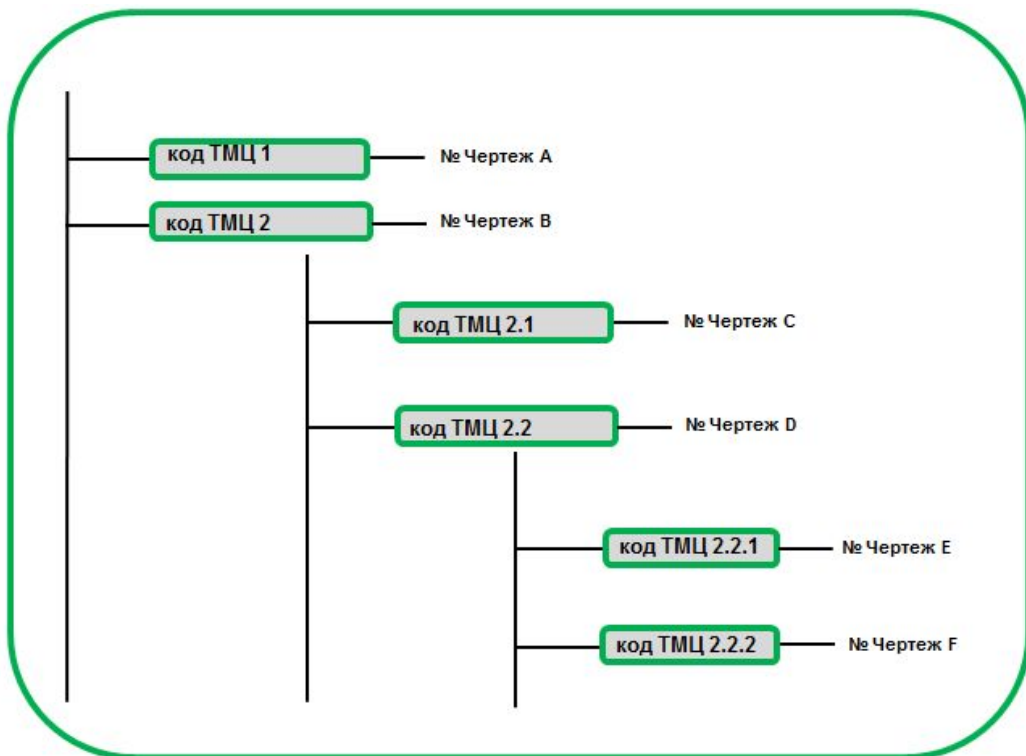 код ТМЦ 1 № Чертеж A
код ТМЦ 2 № Чертеж B
код ТМЦ 2.1 № Чертеж C
код ТМЦ 2.2 № Чертеж D
код ТМЦ 2.2.1 № Чертеж E
код ТМЦ 2.2.2 № Чертеж F